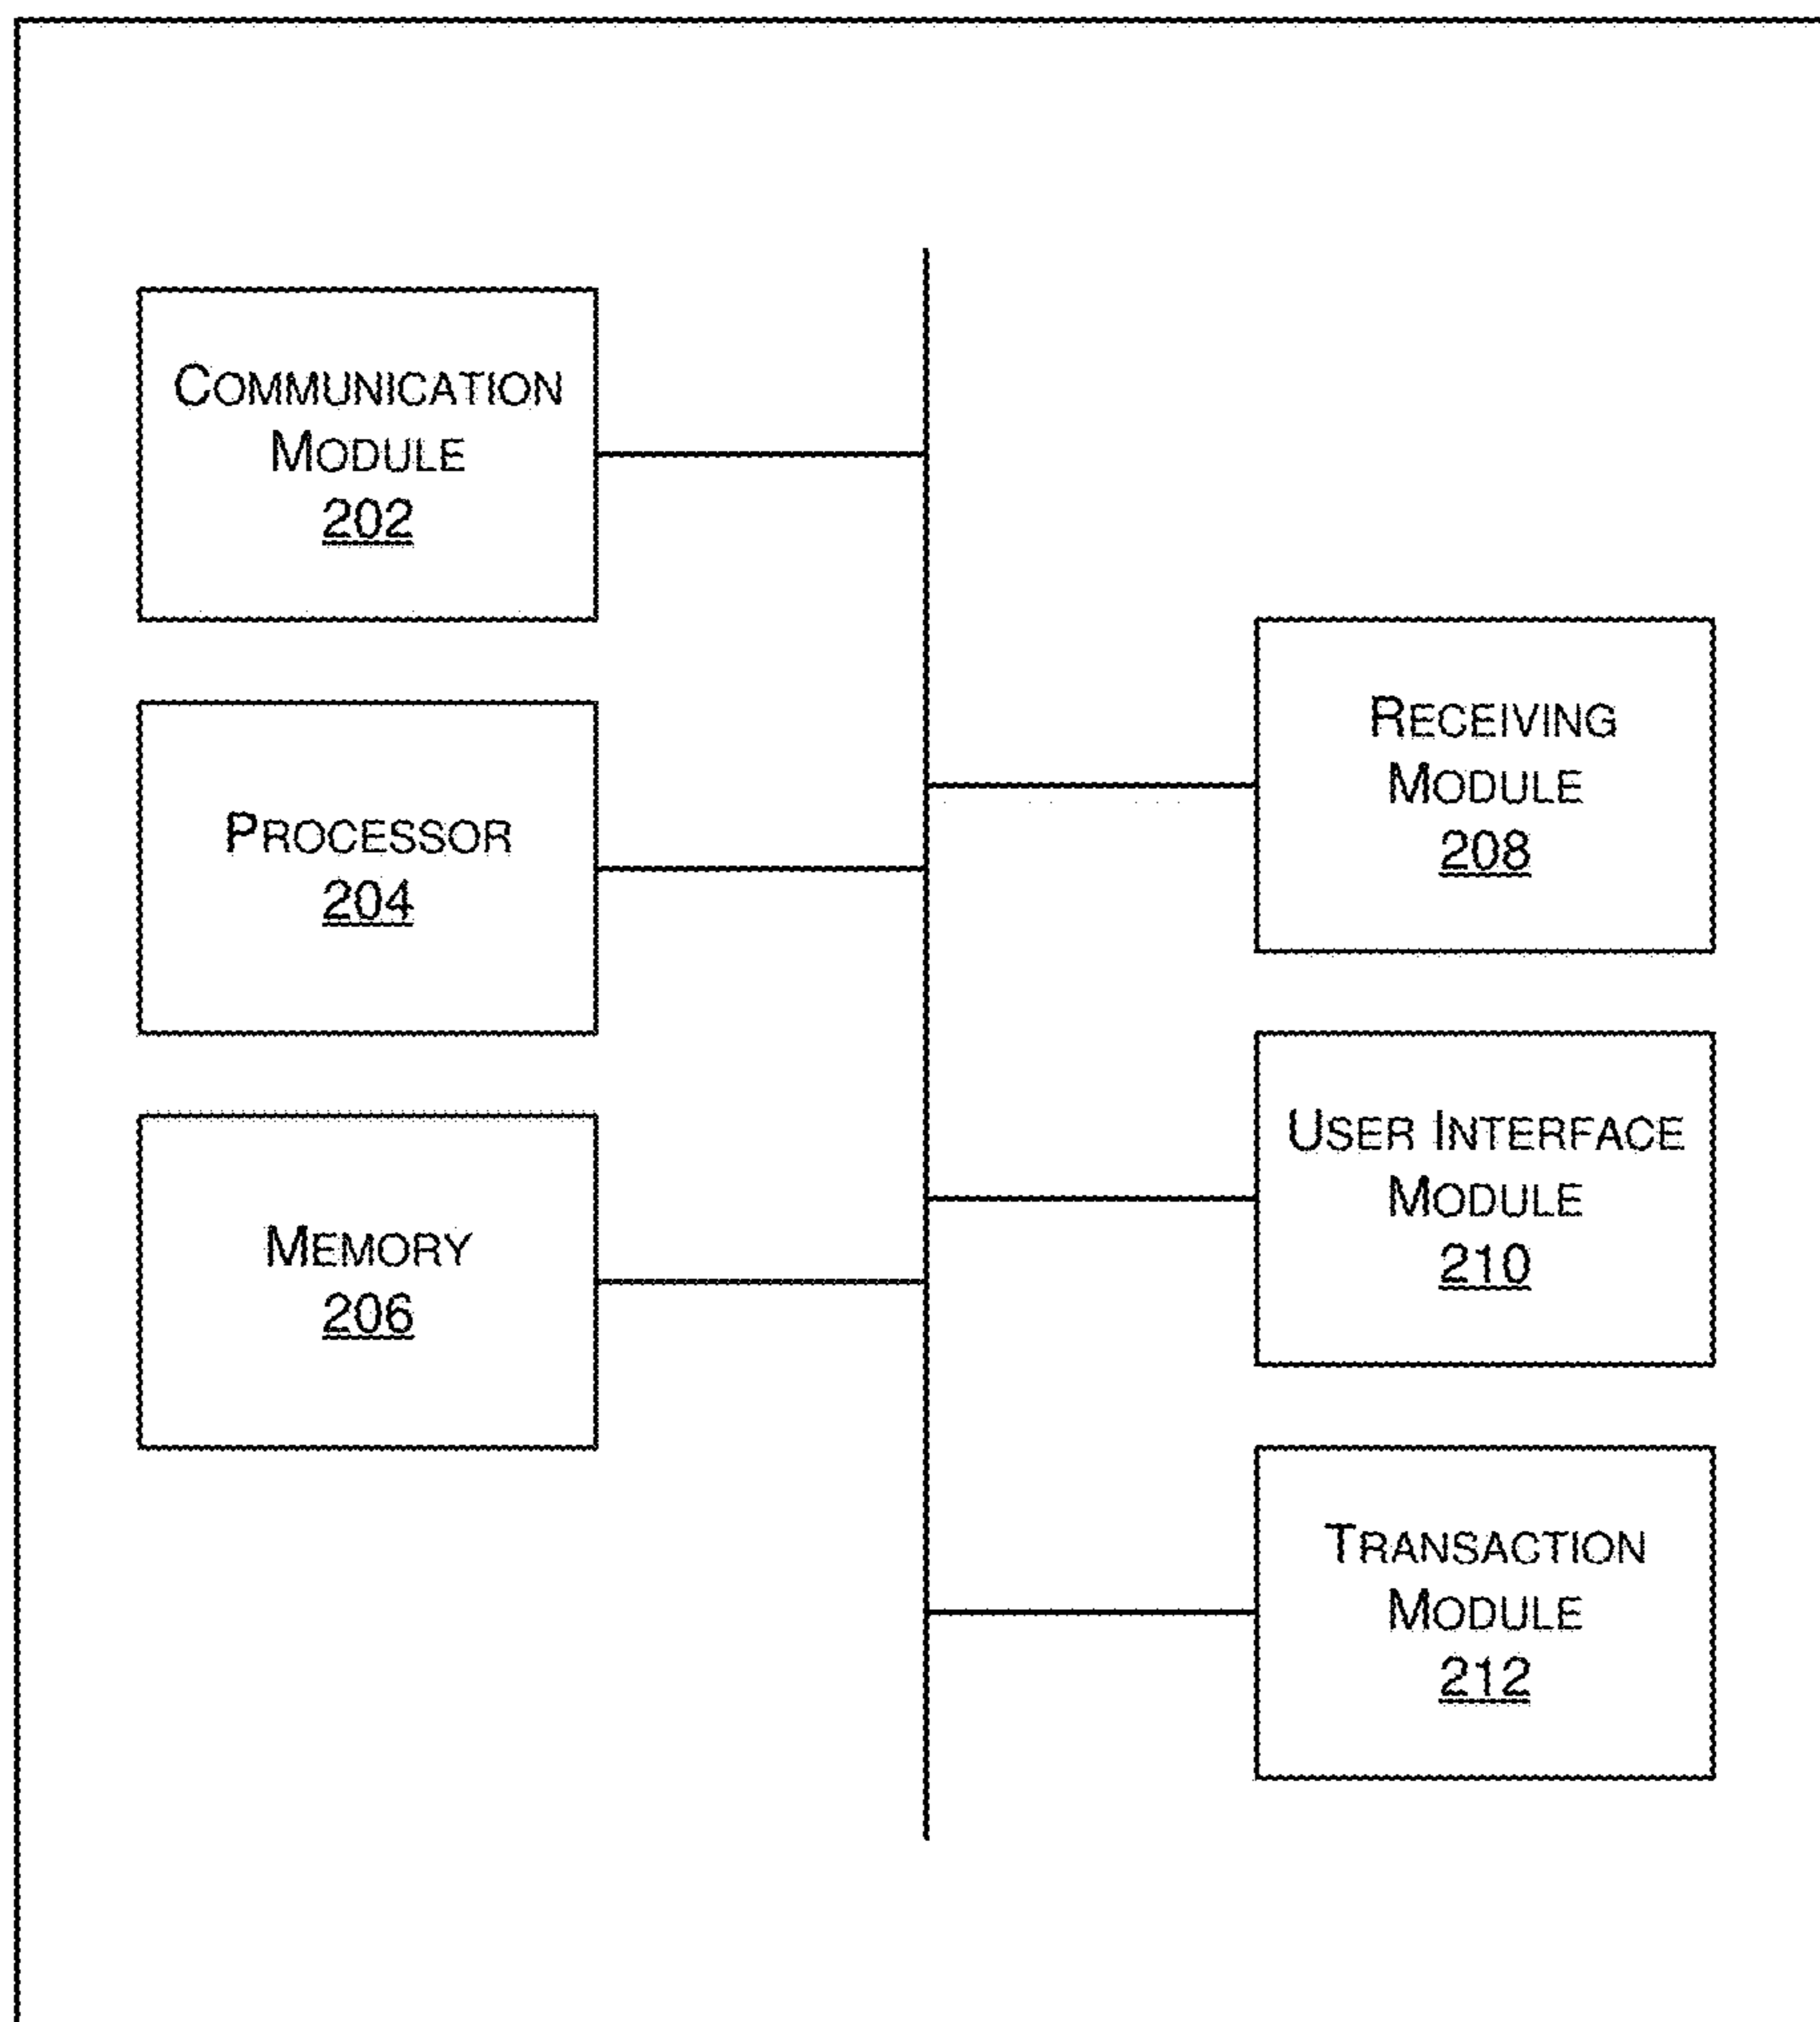 COMMUNICATION
MODULE
202
PROCESSOR
204
MEMORY
206
RECEIVING
MODULE
208
USER INTERFACE
MODULE
210
TRANSACTION
MODULE
212